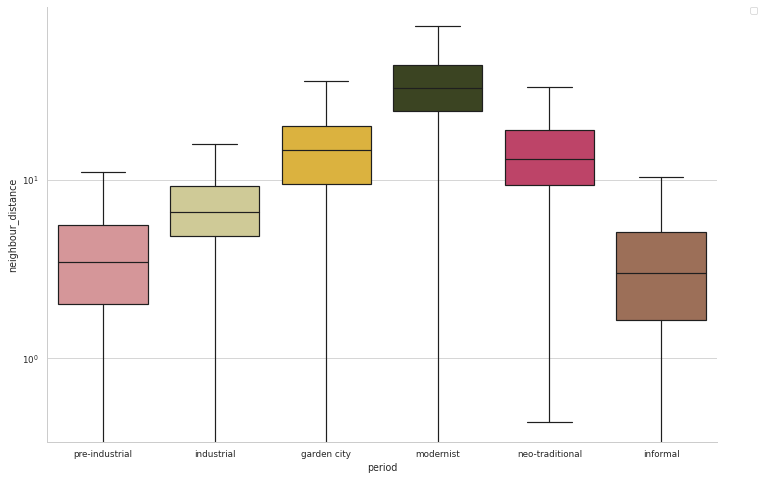 neighbour_distance
10¹
10⁰
pre-industrial
industrial
garden city
modernist
neo-traditional
informal
period